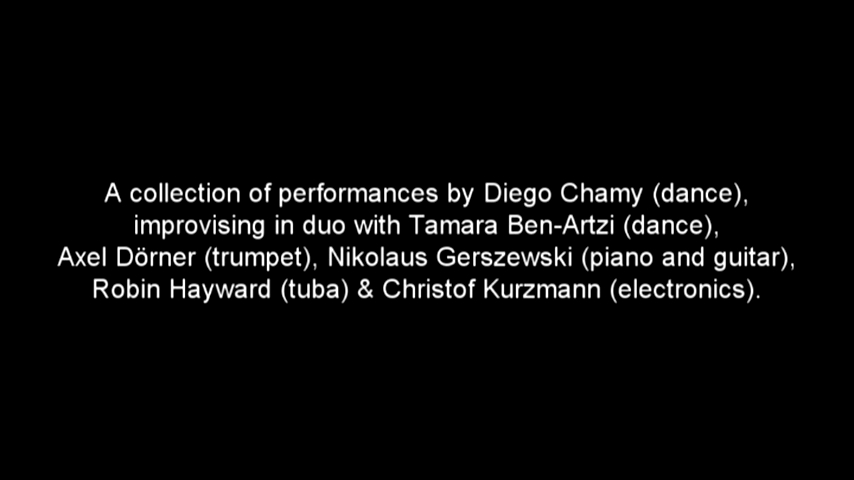 A collection of performances by Diego Chamy (dance),
improvising in duo with Tamara Ben-Artzi (dance),
Axel Dörner (trumpet), Nikolaus Gerszewski (piano and guitar),
Robin Hayward (tuba) & Christof Kurzmann (electronics).